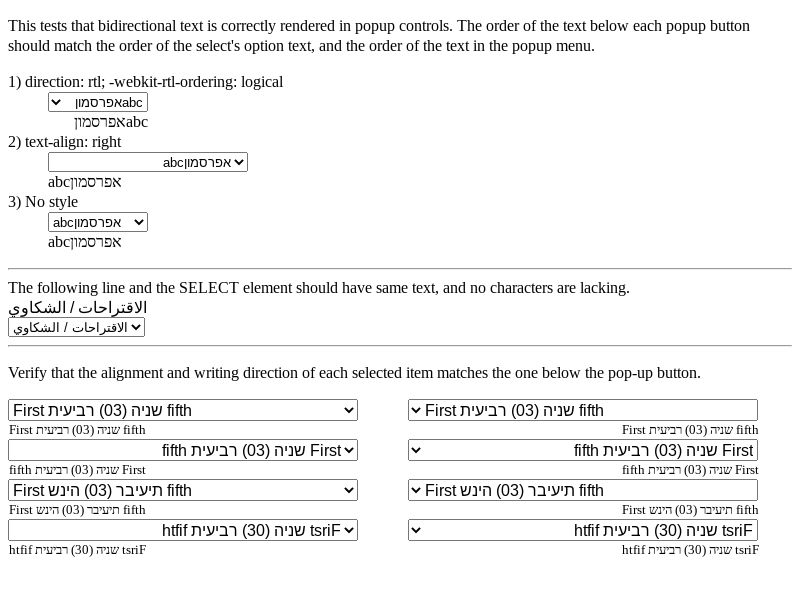 This tests that bidirectional text is correctly rendered in popup controls. The order of the text below each popup button
should match the order of the select's option text, and the order of the text in the popup menu.
1) direction: rtl; -webkit-rtl-ordering: logical
abcאפרסמון
abcאפרסמון
2) text-align: right
abcאפרסמון
abcאפרסמון
3) No style
abcאפרסמון
abcאפרסמון
The following line and the SELECT element should have same text, and no characters are lacking.
الاقتراحات / الشكاوي
الاقتراحات / الشكاوي
Verify that the alignment and writing direction of each selected item matches the one below the pop-up button.
First שניה (03) רביעית fifth
First שניה (03) רביעית fifth
First שניה (03) רביעית fifth
First שניה (03) רביעית fifth
First שניה (03) רביעית fifth
First שניה (03) רביעית fifth
First שניה (03) רביעית fifth
First שניה (03) רביעית fifth
First תיעיבר (03) הינש fifth
First תיעיבר (03) הינש fifth
First תיעיבר (03) הינש fifth
First תיעיבר (03) הינש fifth
tsriF שניה (30) רביעית htfif
tsriF שניה (30) רביעית htfif
tsriF שניה (30) רביעית htfif
tsriF שניה (30) רביעית htfif